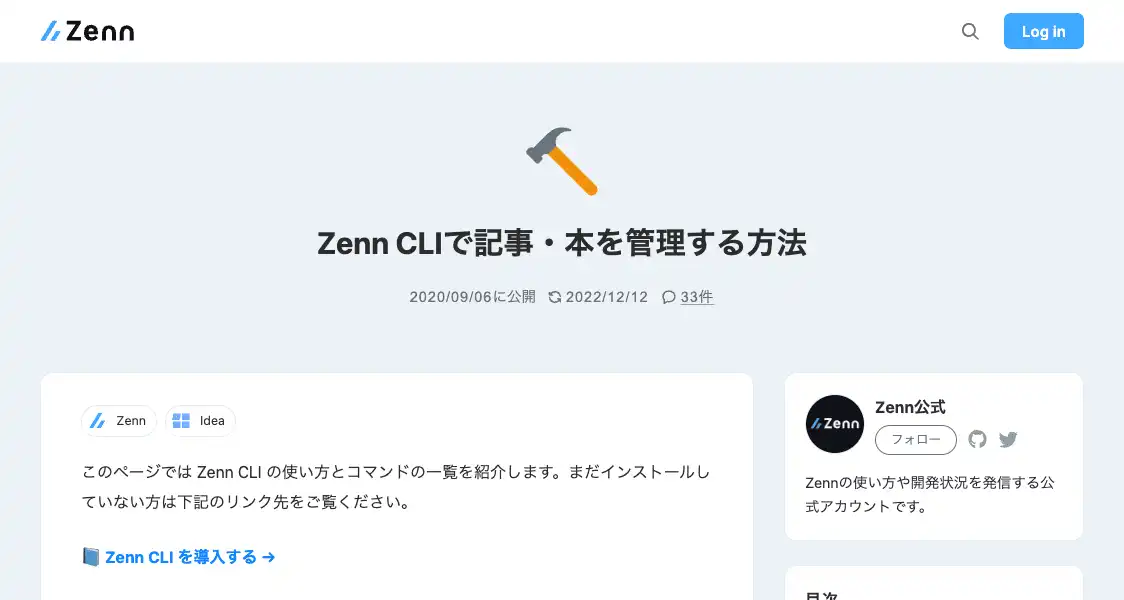 Zenn
Log in
Zenn CLIで記事・本を管理する方法
2020/09/06に公開 2022/12/12 33件
Zenn Idea
このページでは Zenn CLI の使い方とコマンドの一覧を紹介します。まだインストールし
ていない方は下記のリンク先をご覧ください。
Zenn CLI を導入する →
Zenn
Zenn公式
フォロー
Zennの使い方や開発状況を発信する公
式アカウントです。
目次